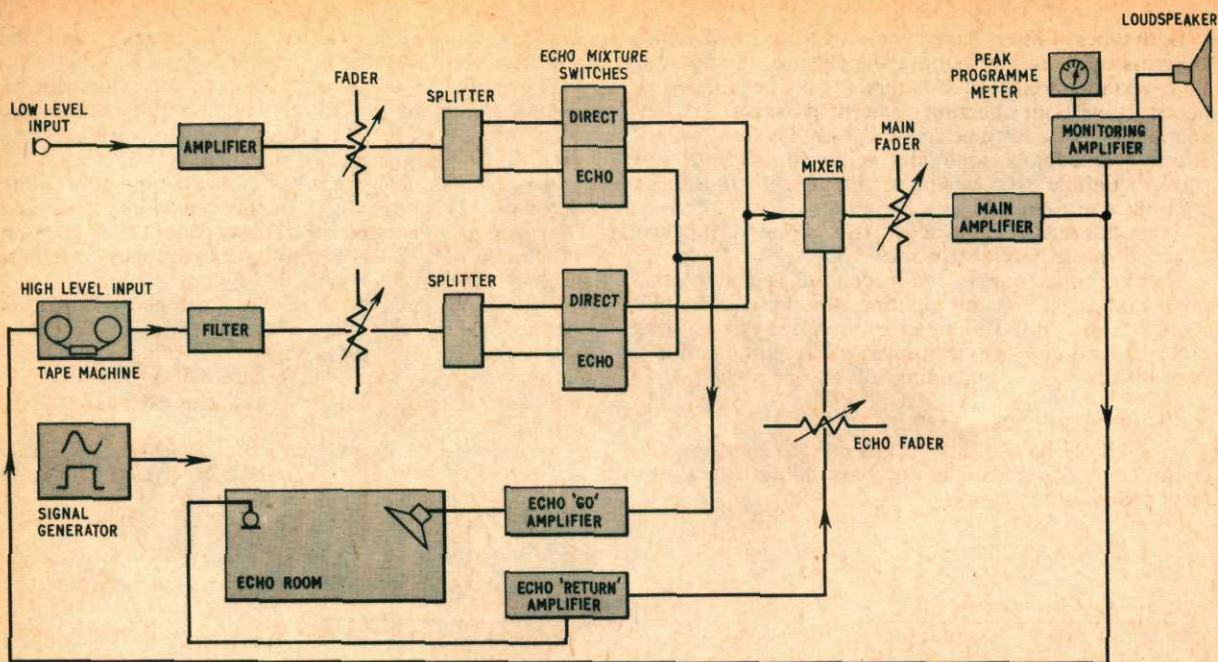 LOUDSPEAKER
ECHO MIXTURE
SWITCHES
PEAK
PROGRAMME
METER
FADER
LOW LEVEL
INPUT
SPLITTER
DIRECT
MAIN
FADER
MONITORING
AMPLIFIER
AMPLIFIER
ECHO
MIXER
MAIN
AMPLIFIER
HIGH LEVEL INPUT
SPLITTER
DIRECT
FILTER
ECHO
TAPE MACHINE
ECHO FADER
SIGNAL
GENERATOR
ECHO 'GO'
AMPLIFIER
ECHO ROOM
ECHO 'RETURN'
AMPLIFIER